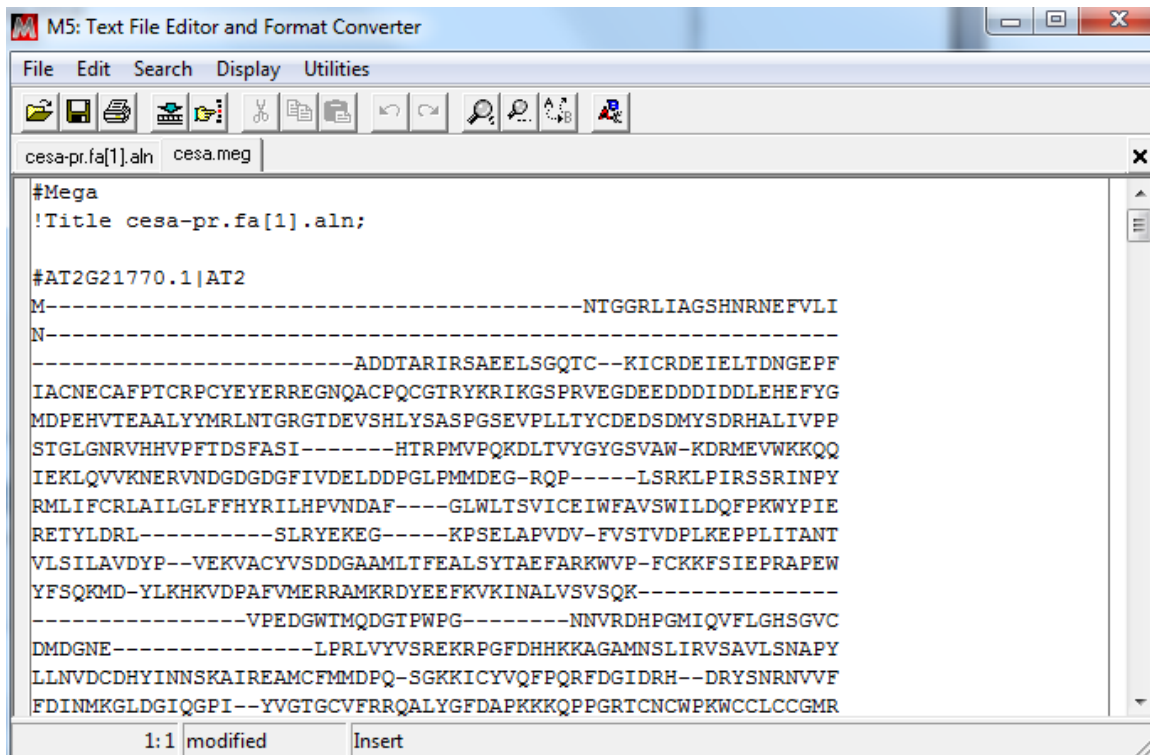 M5: Text File Editor and Format Converter
File Edit Search Display Utilities
cesa-pr.fa[1].aln cesa.meg
#Mega
!Title cesa-pr.fa[1].aln;
#AT2G21770.1|AT2
M----------------------------------------NTGGRLIAGSHNRNEFVLI
N-----------------------------------------------------------
------------------------ADDTARIRSAEELSGQTC--KICRDEIELTDNGEPF
IACNECAFPTCRPCYEYERREGNQACPQCGTRYKRIKGSPRVEGDEEDDDIDDLEHEFYG
MDPEHVTEAALYYMRLNTGRGTDEVSHLYSASPGSEVPLLTYCDEDSDMYSDRHALIVPP
STGLGNRVHHVPFTDSFASI-------HTRPMVPQKDLTVYGYGSVAW-KDRMEVWKKQQ
IEKLQVVKNERVNDGDGDGFIVDELDDPGLPMMDEG-RQP-----LSRKLPIRSSRINPY
RMLIFCRLAILGLFFHYRILHPVNDAF----GLWLTSVICEIWFAVSWILDQFPKWYPIE
RETYLDRL----------SLRYEKEG-----KPSELAPVDV-FVSTVDPLKEPPLITANT
VLSILAVDYP--VEKVACYVSDDGAAMLTFEALSYTAEFARKWVP-FCKKFSIEPRAPEW
YFSQKMD-YLKHKVDPAFVMERRAMKRDYEEFKVKINALVSVSQK---------------
----------------VPEDGWTMQDGTPWPG--------NNVRDHPGMIQVFLGHSGVC
DMDGNE---------------LPRLVYVSREKRPGFDHHKKAGAMNSLIRVSAVLSNAPY
LLNVDCDHYINNSKAIREAMCFMMDPQ-SGKKICYVQFPQRFDGIDRH--DRYSNRNVVF
FDINMKGLDGIQGPI--YVGTGCVFRRQALYGFDAPKKKQPPGRTCNCWPKWCCLCCGMR
1: 1 modified Insert